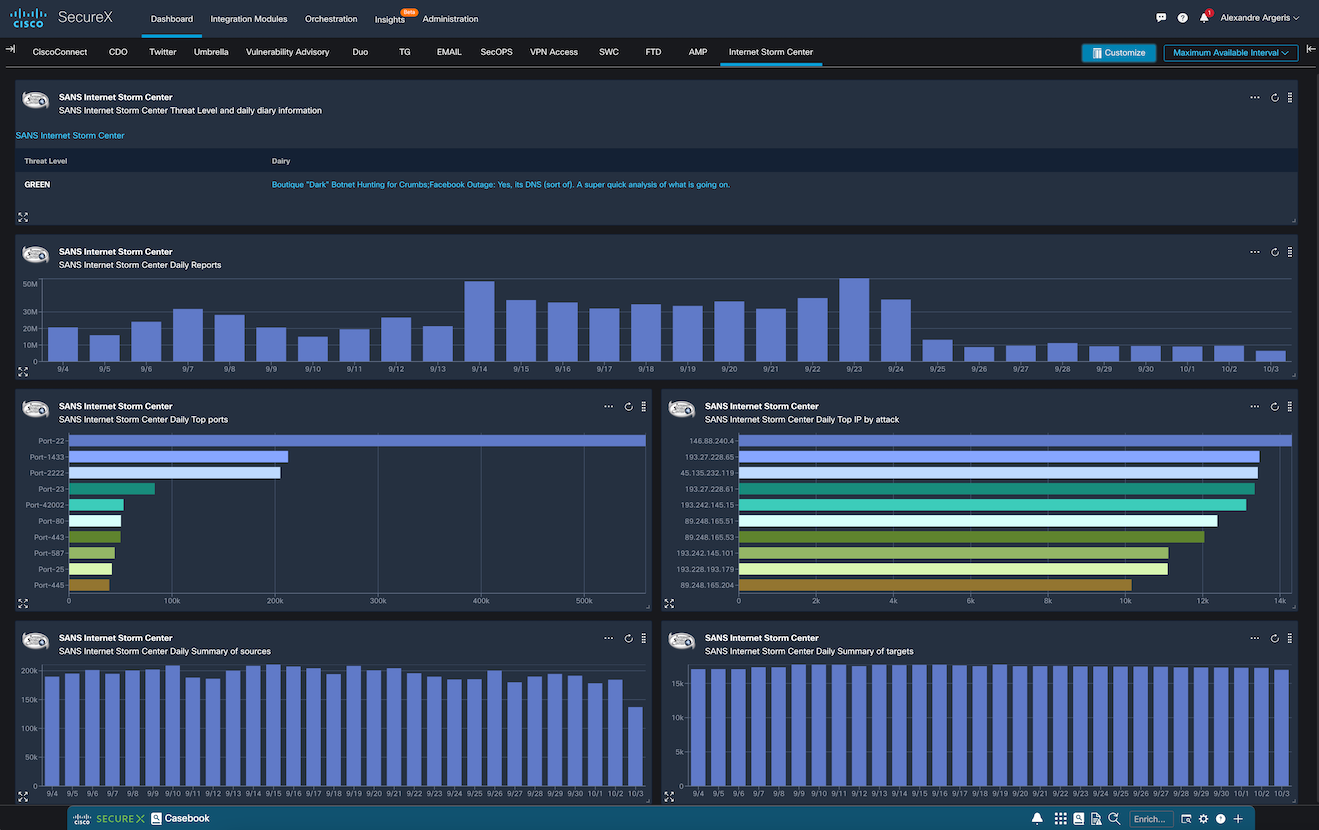 CISCO SecureX Dashboard Integration Modules Orchestration Insights Beta Administration 1 Alexandre Argeris
CiscoConnect CDO Twitter Umbrella Vulnerability Advisory Duo TG EMAIL SecOPS VPN Access SWC FTD AMP Internet Storm Center Customize Maximum Available Interval
SANS Internet Storm Center
SANS Internet Storm Center Threat Level and daily diary information
SANS Internet Storm Center
Threat Level Dairy
GREEN Boutique "Dark" Botnet Hunting for Crumbs;Facebook Outage: Yes, its DNS (sort of). A super quick analysis of what is going on.
SANS Internet Storm Center
SANS Internet Storm Center Daily Reports
50M
30M
20M
10M
0
9/4 9/5 9/6 9/7 9/8 9/9 9/10 9/11 9/12 9/13 9/14 9/15 9/16 9/17 9/18 9/19 9/20 9/21 9/22 9/23 9/24 9/25 9/26 9/27 9/28 9/29 9/30 10/1 10/2 10/3
SANS Internet Storm Center
SANS Internet Storm Center Daily Top ports
Port-22
Port-1433
Port-2222
Port-23
Port-42002
Port-80
Port-443
Port-587
Port-25
Port-445
0 100k 200k 300k 400k 500k
SANS Internet Storm Center
SANS Internet Storm Center Daily Top IP by attack
146.88.240.4
193.27.228.65
45.135.232.119
193.27.228.61
193.242.145.15
89.248.165.51
89.248.165.53
193.242.145.101
193.228.193.179
89.248.165.204
0 2k 4k 6k 8k 10k 12k 14k
SANS Internet Storm Center
SANS Internet Storm Center Daily Summary of sources
200k
150k
100k
50k
0
9/4 9/5 9/6 9/7 9/8 9/9 9/10 9/11 9/12 9/13 9/14 9/15 9/16 9/17 9/18 9/19 9/20 9/21 9/22 9/23 9/24 9/25 9/26 9/27 9/28 9/29 9/30 10/1 10/2 10/3
SANS Internet Storm Center
SANS Internet Storm Center Daily Summary of targets
15k
10k
5k
0
9/4 9/5 9/6 9/7 9/8 9/9 9/10 9/11 9/12 9/13 9/14 9/15 9/16 9/17 9/18 9/19 9/20 9/21 9/22 9/23 9/24 9/25 9/26 9/27 9/28 9/29 9/30 10/1 10/2 10/3
CISCO SECUREX Casebook Enrich...